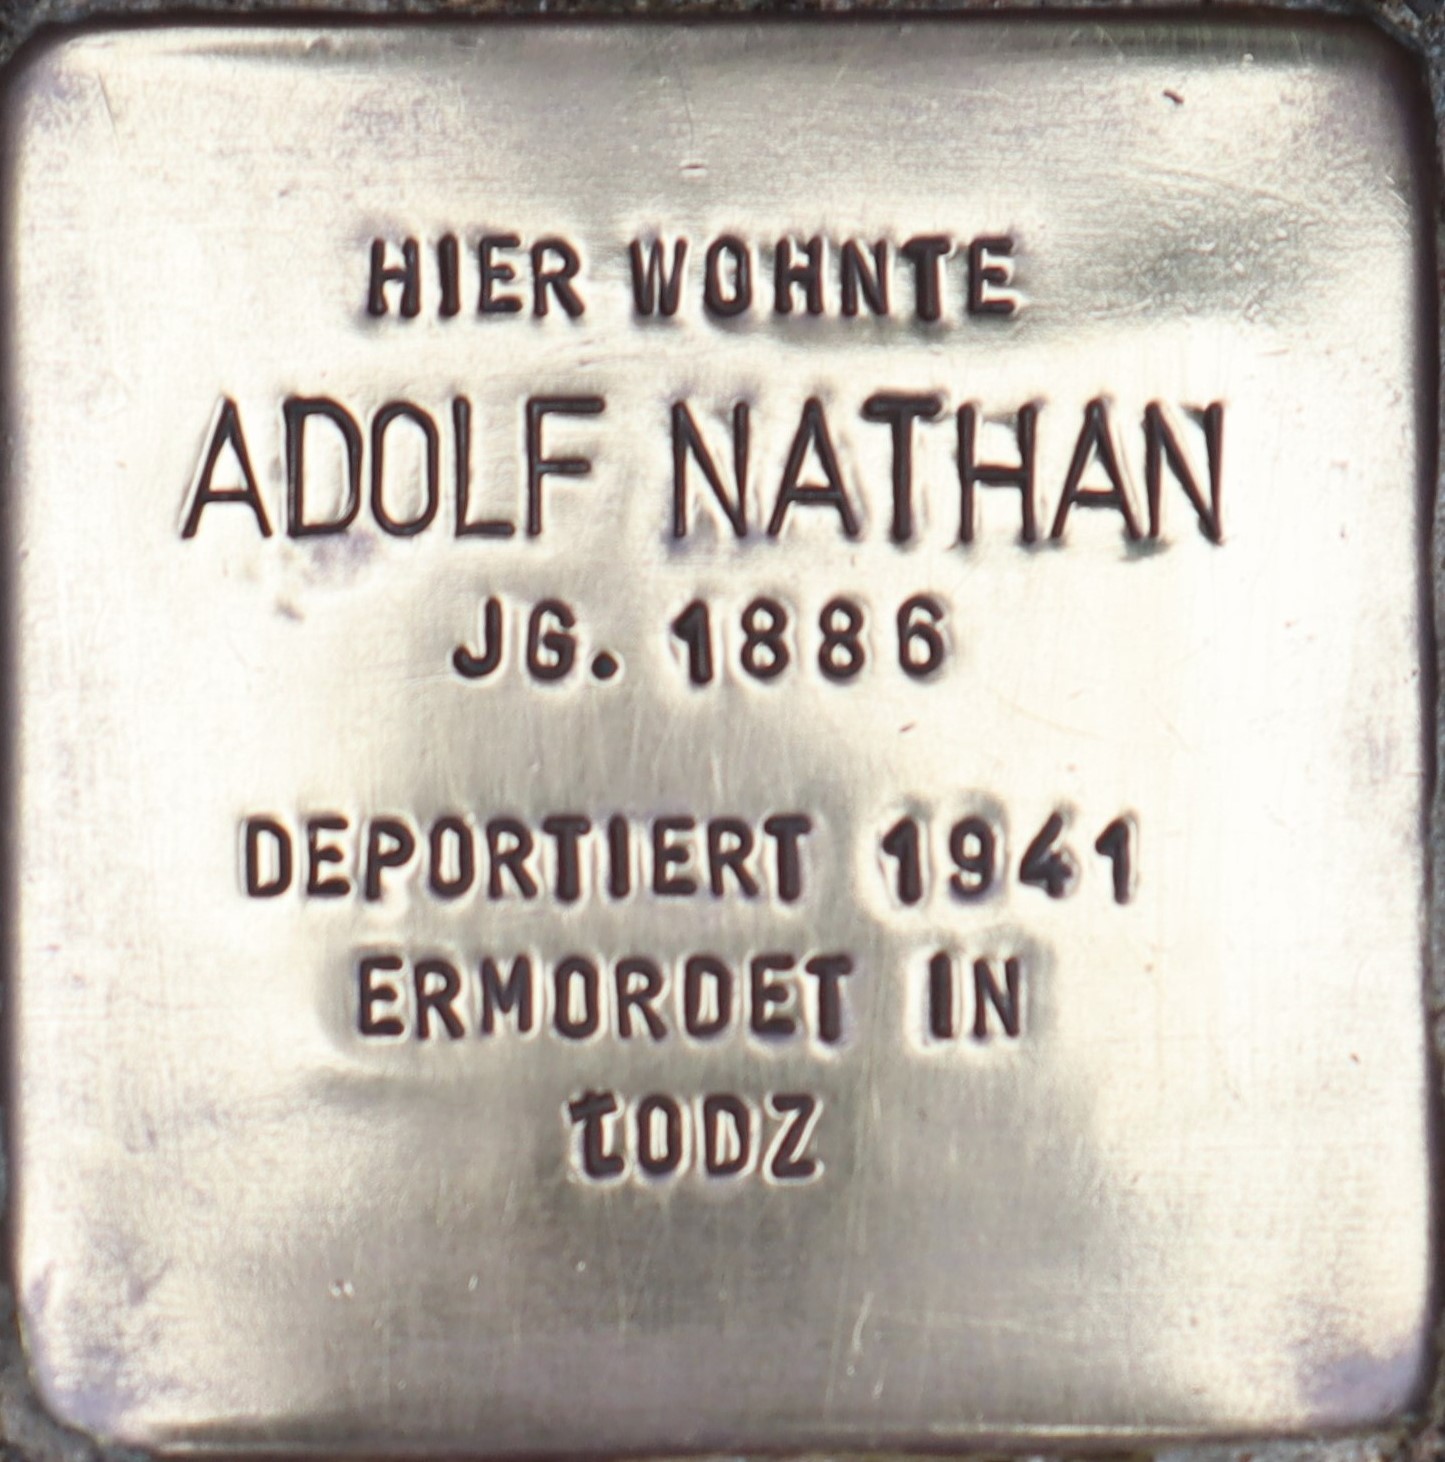 HIER WOHNTE
ADOLF NATHAN
JG. 1886
DEPORTIERT 1941
ERMORDET IN
ŁODZ